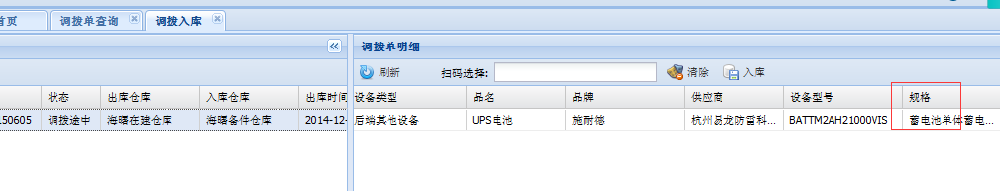 首页 调拨单查询 调拨入库
调拨单明细
刷新 扫码选择: 清除 入库
状态 出库仓库 入库仓库 出库时间 设备类型 品名 品牌 供应商 设备型号 规格
50605 调拨途中 海曙在建仓库 海曙备件仓库 2014-12- 后端其他设备 UPS电池 施耐德 杭州易龙防雷科... BATTM2AH21000VIS 蓄电池单体蓄电...